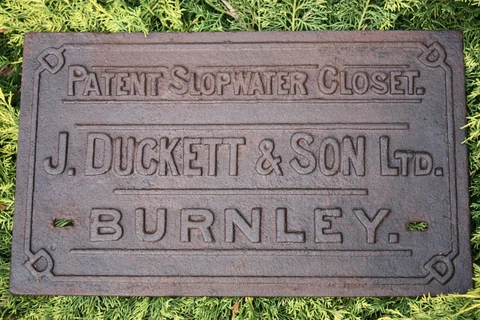 D D
PATENT SLOPWATER CLOSET.
J. DUCKETT & SON LTD.
BURNLEY.
D D